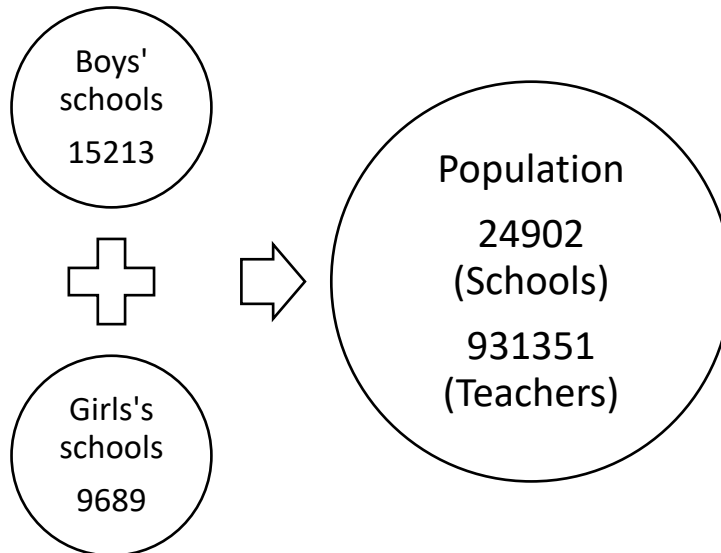 Boys'
schools
15213
Girls's
schools
9689
Population
24902
(Schools)
931351
(Teachers)